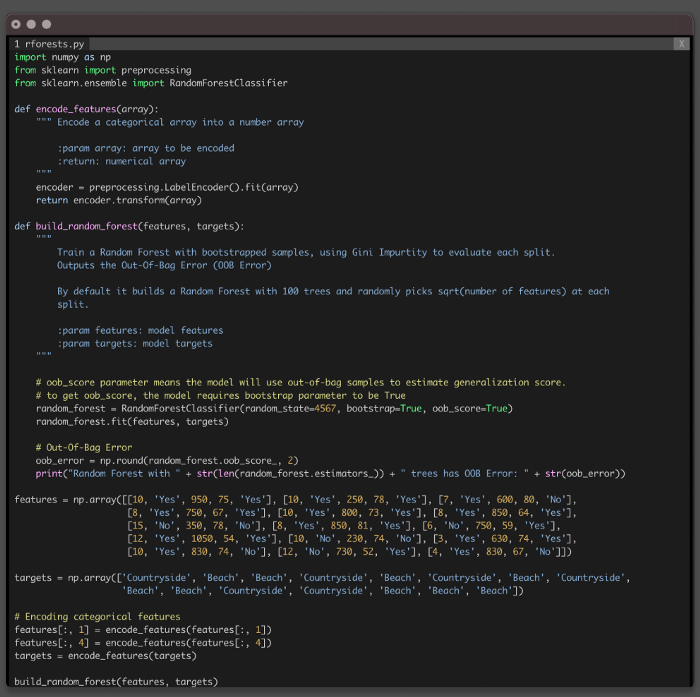 1 rforests.py X
import numpy as np
from sklearn import preprocessing
from sklearn.ensemble import RandomForestClassifier
def encode_features(array):
""" Encode a categorical array into a number array
:param array: array to be encoded
:return: numerical array
"""
encoder = preprocessing.LabelEncoder().fit(array)
return encoder.transform(array)
def build_random_forest(features, targets):
"""
Train a Random Forest with bootstrapped samples, using Gini Impurtity to evaluate each split.
Outputs the Out-Of-Bag Error (OOB Error)
By default it builds a Random Forest with 100 trees and randomly picks sqrt(number of features) at each
split.
:param features: model features
:param targets: model targets
"""
# oob_score parameter means the model will use out-of-bag samples to estimate generalization score.
# to get oob_score, the model requires bootstrap parameter to be True
random_forest = RandomForestClassifier(random_state=4567, bootstrap=True, oob_score=True)
random_forest.fit(features, targets)
# Out-Of-Bag Error
oob_error = np.round(random_forest.oob_score_, 2)
print("Random Forest with " + str(len(random_forest.estimators_)) + " trees has OOB Error: " + str(oob_error))
features = np.array([[10, 'Yes', 950, 75, 'Yes'], [10, 'Yes', 250, 78, 'Yes'], [7, 'Yes', 600, 80, 'No'],
[8, 'Yes', 750, 67, 'Yes'], [10, 'Yes', 800, 73, 'Yes'], [8, 'Yes', 850, 64, 'Yes'],
[15, 'No', 350, 78, 'No'], [8, 'Yes', 850, 81, 'Yes'], [6, 'No', 750, 59, 'Yes'],
[12, 'Yes', 1050, 54, 'Yes'], [10, 'No', 230, 74, 'No'], [3, 'Yes', 630, 74, 'Yes'],
[10, 'Yes', 830, 74, 'No'], [12, 'No', 730, 52, 'Yes'], [4, 'Yes', 830, 67, 'No']])
targets = np.array(['Countryside', 'Beach', 'Beach', 'Countryside', 'Beach', 'Countryside', 'Beach', 'Countryside',
'Beach', 'Beach', 'Countryside', 'Countryside', 'Beach', 'Beach', 'Beach'])
# Encoding categorical features
features[:, 1] = encode_features(features[:, 1])
features[:, 4] = encode_features(features[:, 4])
targets = encode_features(targets)
build_random_forest(features, targets)